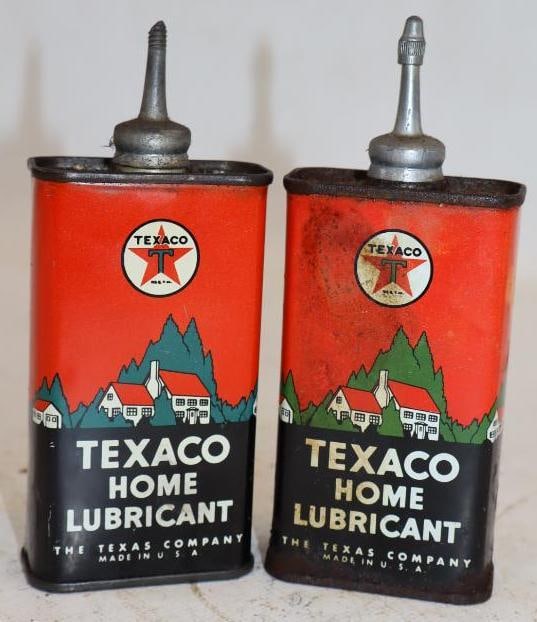 TEXACO
T
TEXACO
HOME
LUBRICANT
THE TEXAS COMPANY
MADE IN U.S.A.
TEXACO
T
TEXACO
HOME
LUBRICANT
THE TEXAS COMPANY
MADE IN U.S.A.